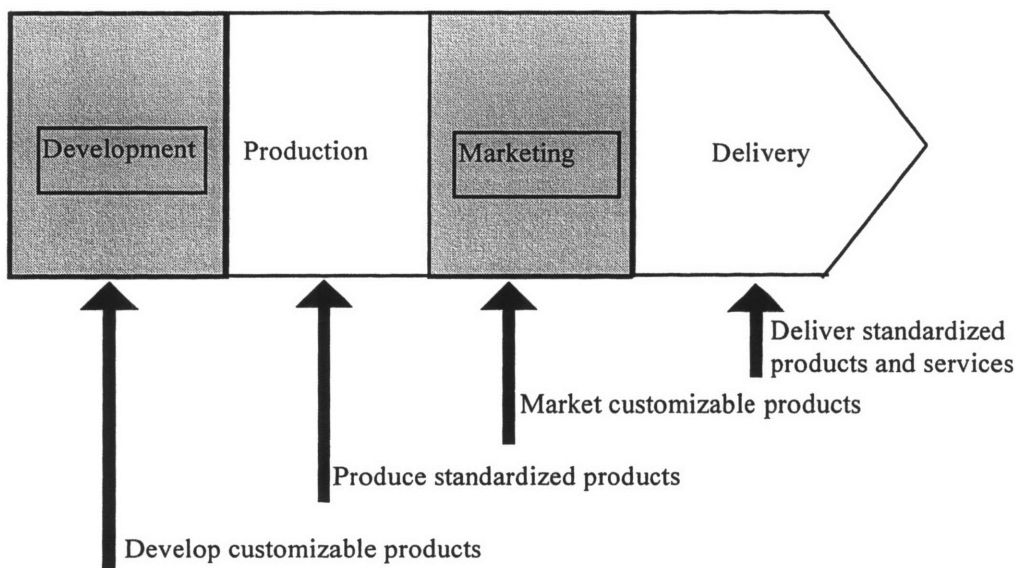 Development
Production
Marketing
Delivery
Deliver standardized
products and services
Market customizable products
Produce standardized products
Develop customizable products